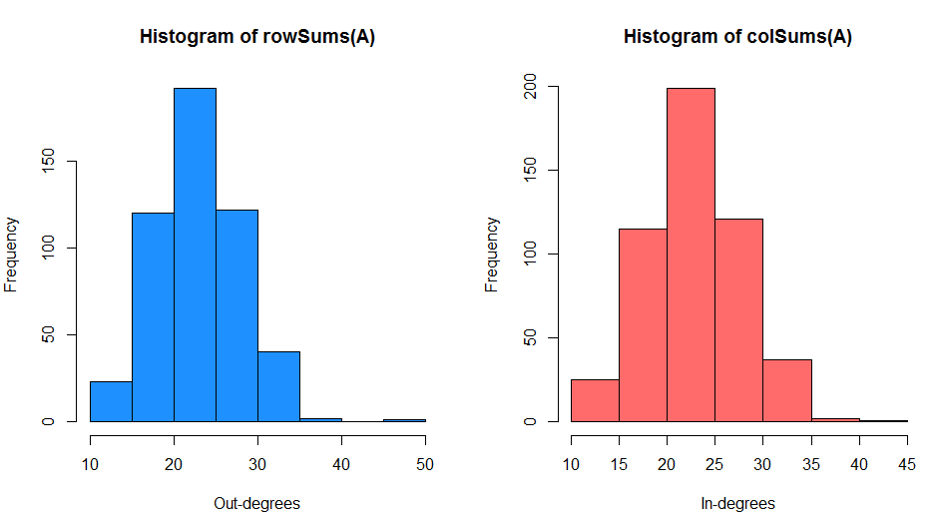 Histogram of rowSums(A)
Frequency
150
100
50
0
10 20 30 40 50
Out-degrees
Histogram of colSums(A)
Frequency
200
150
100
50
0
10 15 20 25 30 35 40 45
In-degrees